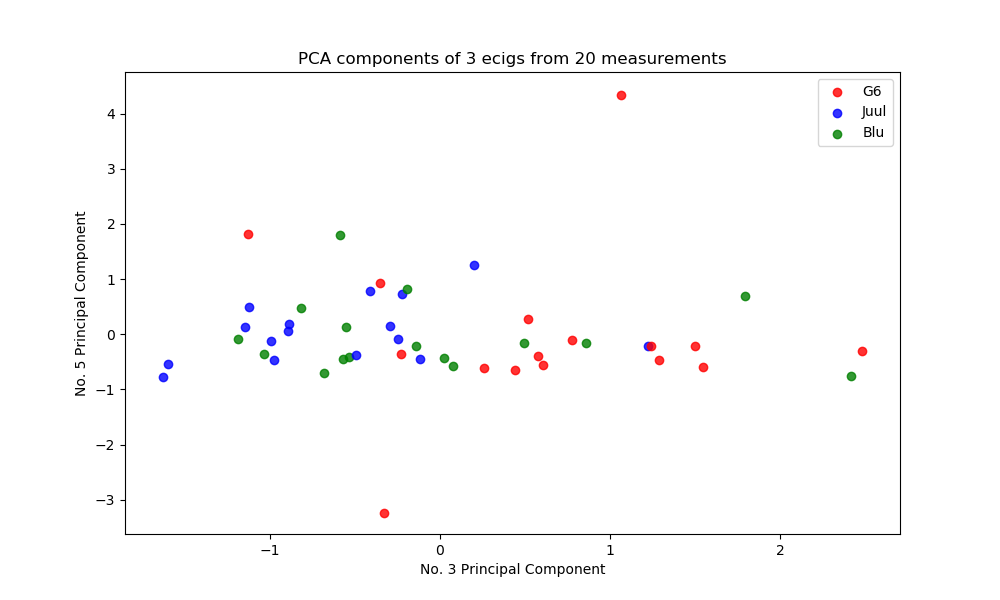 PCA components of 3 ecigs from 20 measurements
G6
Juul
Blu
No. 5 Principal Component
4
3
2
1
0
−1
−2
−3
−1
0
1
2
No. 3 Principal Component